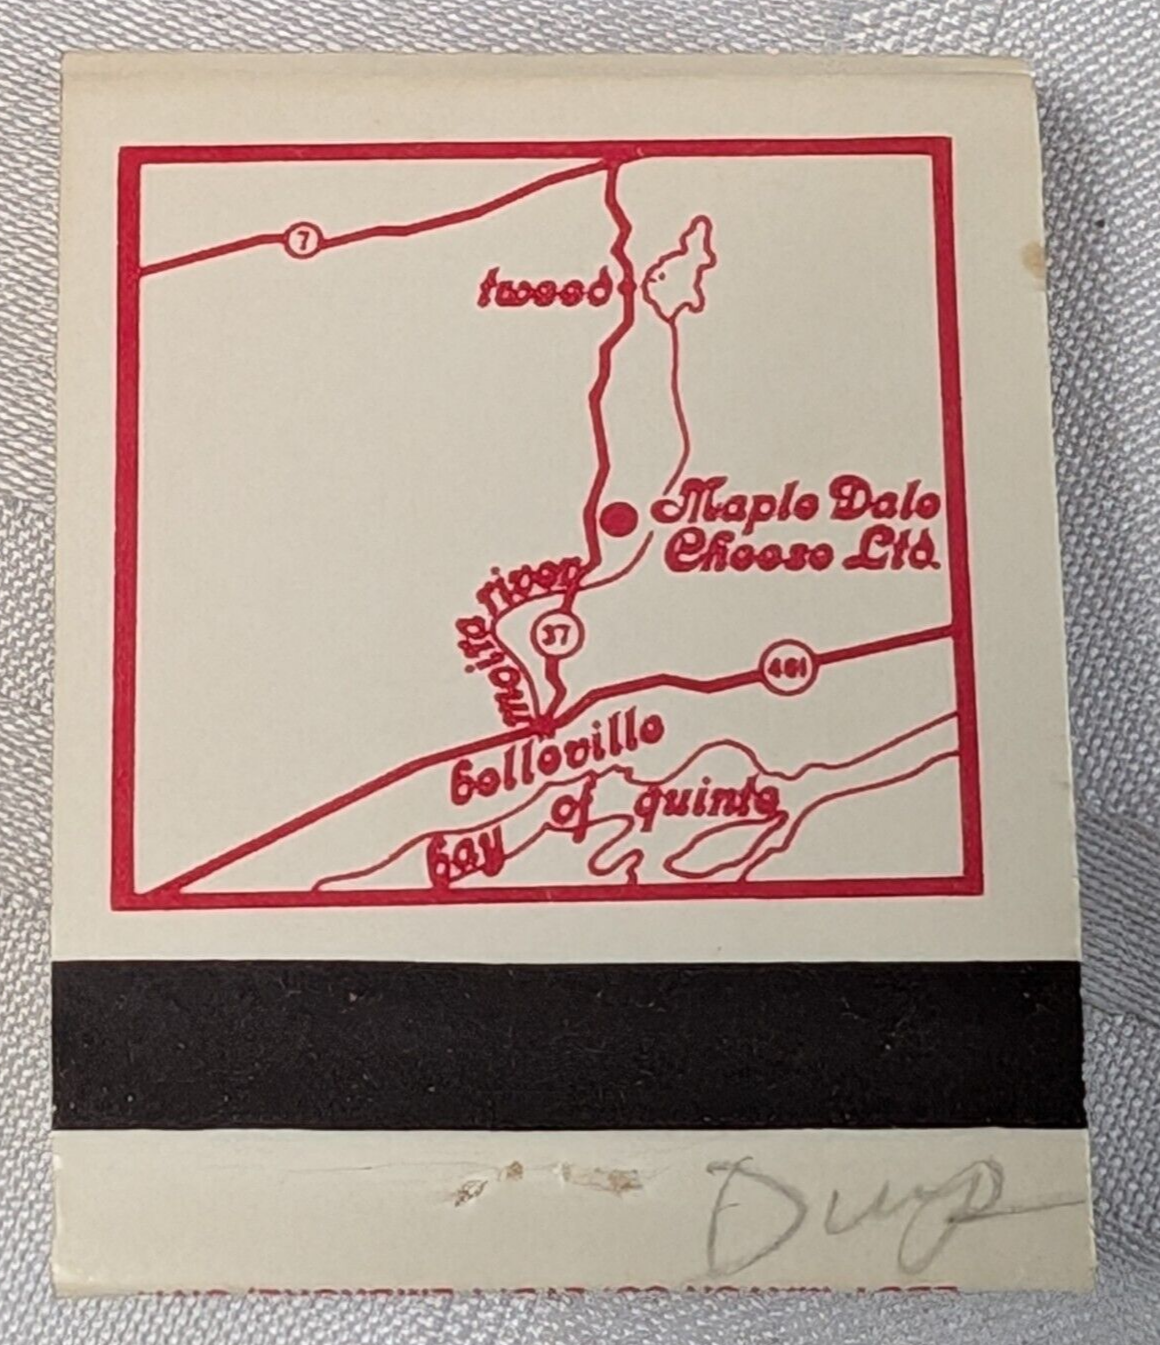 7
tweed
Maple Dale
Cheese Ltd.
moira river
37
401
belleville
bay of quinte
Dup